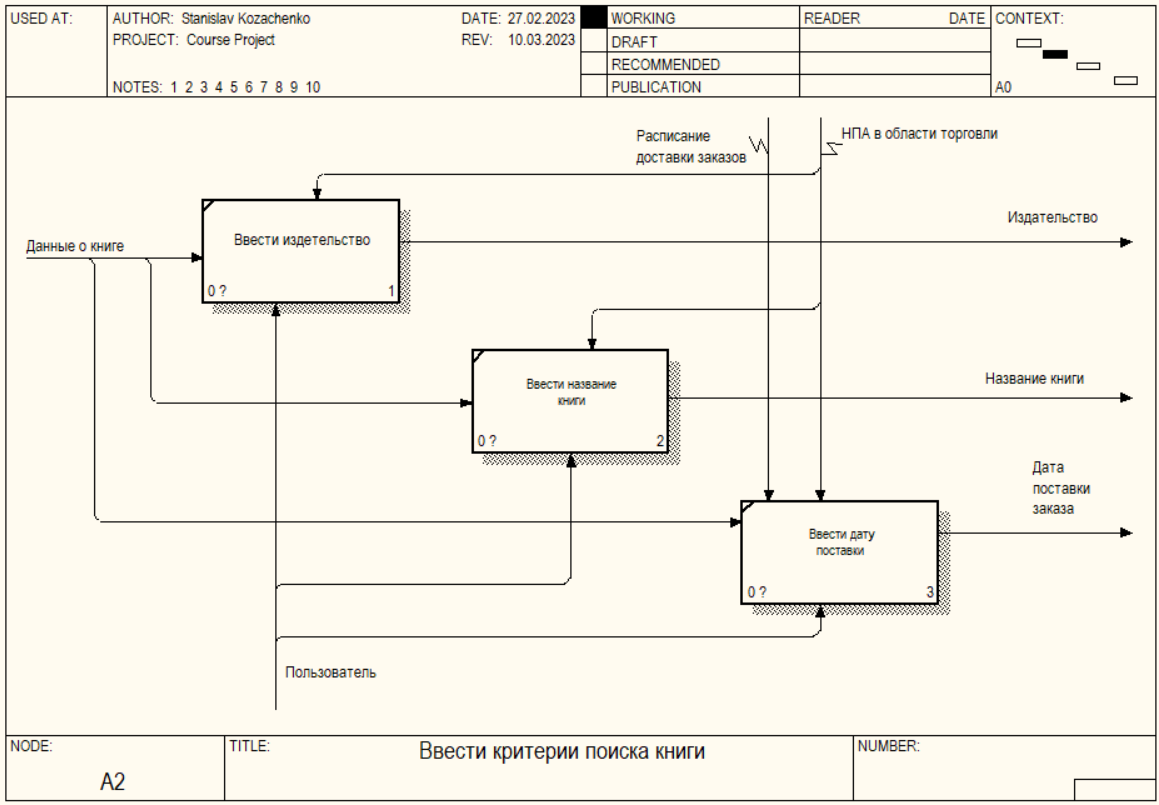 USED AT:
AUTHOR: Stanislav Kozachenko
DATE: 27.02.2023
PROJECT: Course Project
REV: 10.03.2023
NOTES: 1 2 3 4 5 6 7 8 9 10
WORKING
DRAFT
RECOMMENDED
PUBLICATION
READER
DATE
CONTEXT:
A0
Расписание
доставки заказов
НПА в области торговли
Данные о книге
Ввести издетельство
0 ?
1
Издательство
Ввести название
книги
0 ?
2
Название книги
Дата
поставки
заказа
Ввести дату
поставки
0 ?
3
Пользователь
NODE:
A2
TITLE:
Ввести критерии поиска книги
NUMBER: